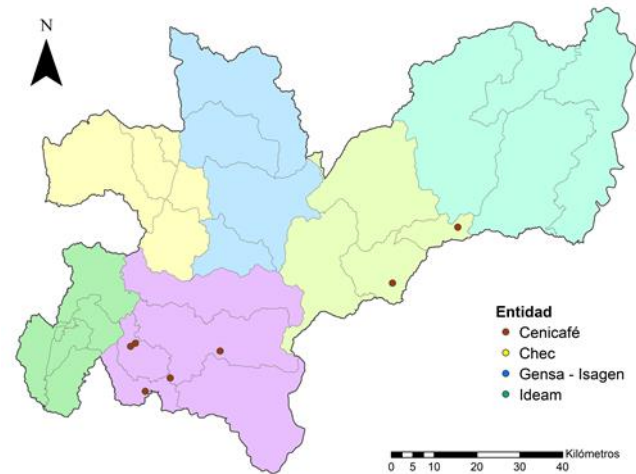 N
Entidad
Cenicafé
Chec
Gensa - Isagen
Ideam
Kilómetros
0 5 10 20 30 40